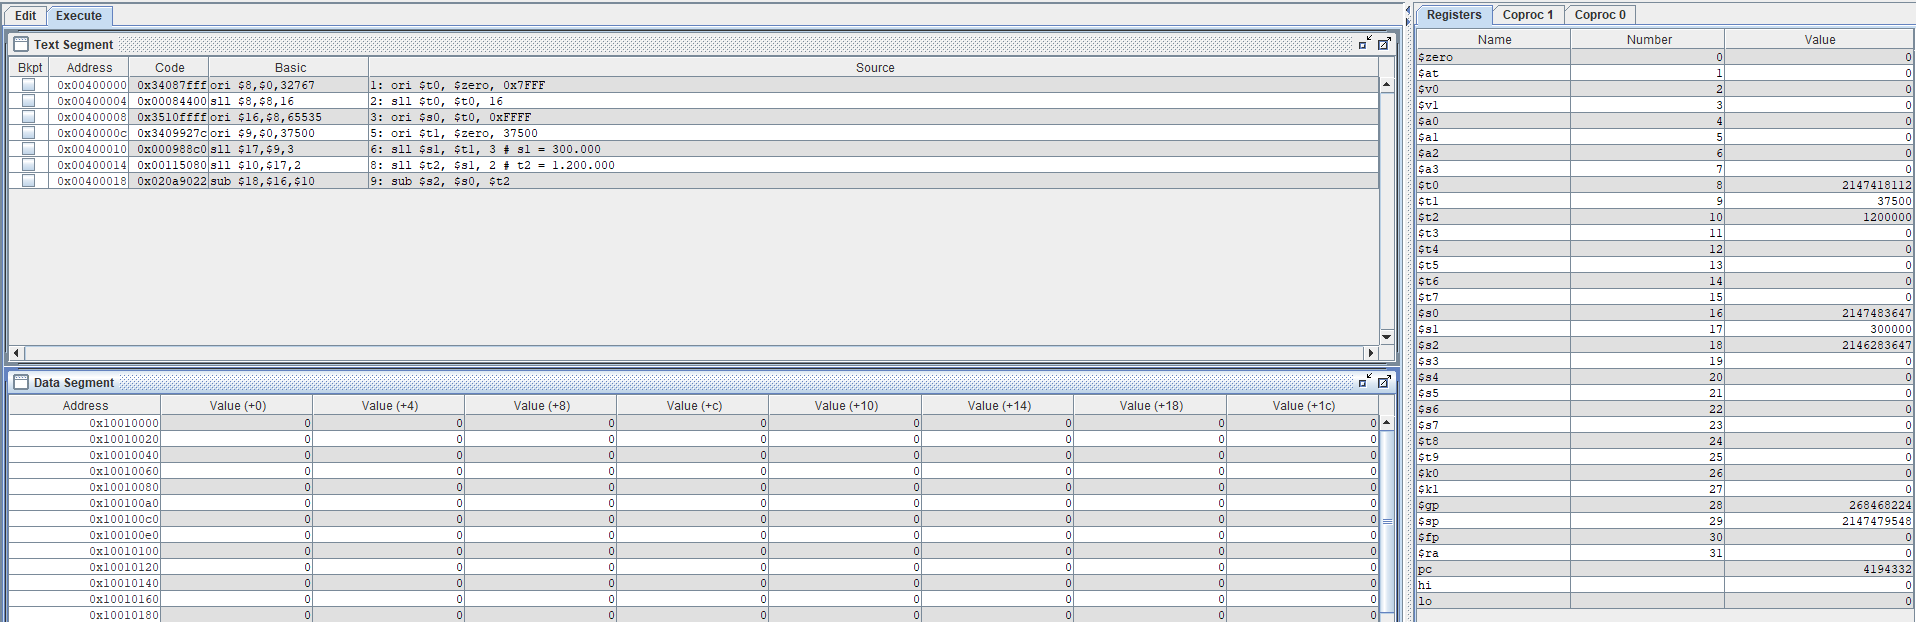 Edit Execute
Text Segment
Bkpt Address Code Basic Source
0x00400000 0x34087fff ori $8,$0,32767 1: ori $t0, $zero, 0x7FFF
0x00400004 0x00084400 sll $8,$8,16 2: sll $t0, $t0, 16
0x00400008 0x3510ffff ori $16,$8,65535 3: ori $s0, $t0, 0xFFFF
0x0040000c 0x3409927c ori $9,$0,37500 5: ori $t1, $zero, 37500
0x00400010 0x000988c0 sll $17,$9,3 6: sll $s1, $t1, 3 # s1 = 300.000
0x00400014 0x00115080 sll $10,$17,2 8: sll $t2, $s1, 2 # t2 = 1.200.000
0x00400018 0x020a9022 sub $18,$16,$10 9: sub $s2, $s0, $t2
Data Segment
Address Value (+0) Value (+4) Value (+8) Value (+c) Value (+10) Value (+14) Value (+18) Value (+1c)
0x10010000 0 0 0 0 0 0 0 0
0x10010020 0 0 0 0 0 0 0 0
0x10010040 0 0 0 0 0 0 0 0
0x10010060 0 0 0 0 0 0 0 0
0x10010080 0 0 0 0 0 0 0 0
0x100100a0 0 0 0 0 0 0 0 0
0x100100c0 0 0 0 0 0 0 0 0
0x100100e0 0 0 0 0 0 0 0 0
0x10010100 0 0 0 0 0 0 0 0
0x10010120 0 0 0 0 0 0 0 0
0x10010140 0 0 0 0 0 0 0 0
0x10010160 0 0 0 0 0 0 0 0
0x10010180 0 0 0 0 0 0 0 0
Registers Coproc 1 Coproc 0
Name Number Value
$zero 0 0
$at 1 0
$v0 2 0
$v1 3 0
$a0 4 0
$a1 5 0
$a2 6 0
$a3 7 0
$t0 8 2147418112
$t1 9 37500
$t2 10 1200000
$t3 11 0
$t4 12 0
$t5 13 0
$t6 14 0
$t7 15 0
$s0 16 2147483647
$s1 17 300000
$s2 18 2146283647
$s3 19 0
$s4 20 0
$s5 21 0
$s6 22 0
$s7 23 0
$t8 24 0
$t9 25 0
$k0 26 0
$k1 27 0
$gp 28 268468224
$sp 29 2147479548
$fp 30 0
$ra 31 0
pc 4194332
hi 0
lo 0